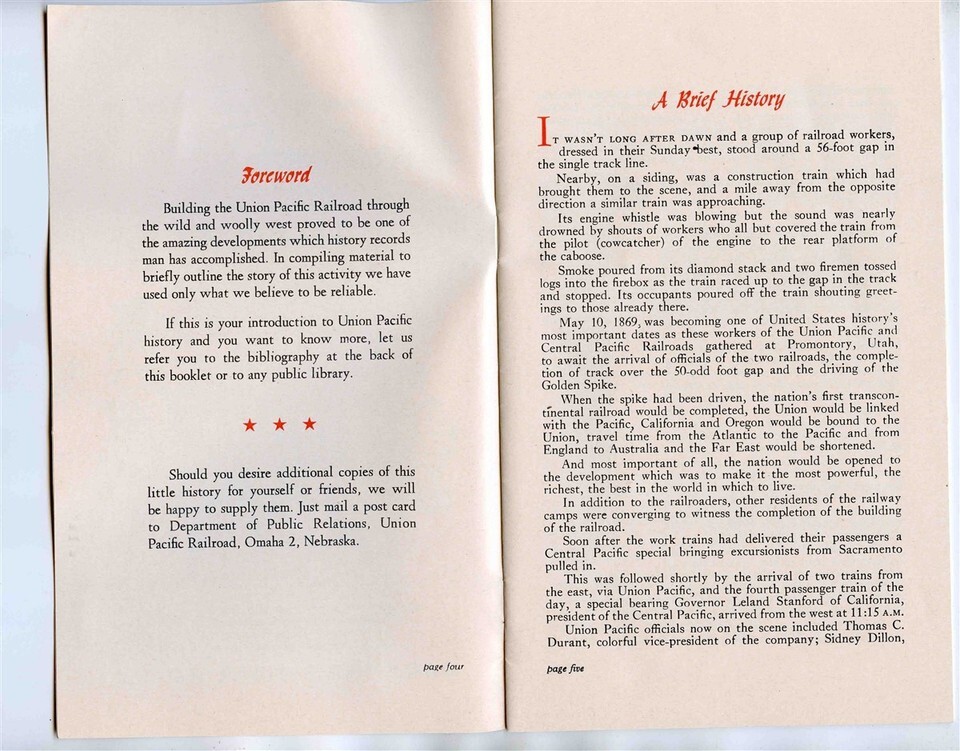 Foreword
Building the Union Pacific Railroad through
the wild and woolly west proved to be one of
the amazing developments which history records
man has accomplished. In compiling material to
briefly outline the story of this activity we have
used only what we believe to be reliable.
If this is your introduction to Union Pacific
history and you want to know more, let us
refer you to the bibliography at the back of
this booklet or to any public library.
★ ★ ★
Should you desire additional copies of this
little history for yourself or friends, we will
be happy to supply them. Just mail a post card
to Department of Public Relations, Union
Pacific Railroad, Omaha 2, Nebraska.
page four
A Brief History
IT WASN'T LONG AFTER DAWN and a group of railroad workers,
dressed in their Sunday best, stood around a 56-foot gap in
the single track line.
Nearby, on a siding, was a construction train which had
brought them to the scene, and a mile away from the opposite
direction a similar train was approaching.
Its engine whistle was blowing but the sound was nearly
drowned by shouts of workers who all but covered the train from
the pilot (cowcatcher) of the engine to the rear platform of
the caboose.
Smoke poured from its diamond stack and two firemen tossed
logs into the firebox as the train raced up to the gap in the track
and stopped. Its occupants poured off the train shouting greet-
ings to those already there.
May 10, 1869, was becoming one of United States history's
most important dates as these workers of the Union Pacific and
Central Pacific Railroads gathered at Promontory, Utah,
to await the arrival of officials of the two railroads, the comple-
tion of track over the 50-odd foot gap and the driving of the
Golden Spike.
When the spike had been driven, the nation's first transcon-
tinental railroad would be completed, the Union would be linked
with the Pacific, California and Oregon would be bound to the
Union, travel time from the Atlantic to the Pacific and from
England to Australia and the Far East would be shortened.
And most important of all, the nation would be opened to
the development which was to make it the most powerful, the
richest, the best in the world in which to live.
In addition to the railroaders, other residents of the railway
camps were converging to witness the completion of the building
of the railroad.
Soon after the work trains had delivered their passengers a
Central Pacific special bringing excursionists from Sacramento
pulled in.
This was followed shortly by the arrival of two trains from
the east, via Union Pacific, and the fourth passenger train of the
day, a special bearing Governor Leland Stanford of California,
president of the Central Pacific, arrived from the west at 11:15 A.M.
Union Pacific officials now on the scene included Thomas C.
Durant, colorful vice-president of the company; Sidney Dillon,
page five